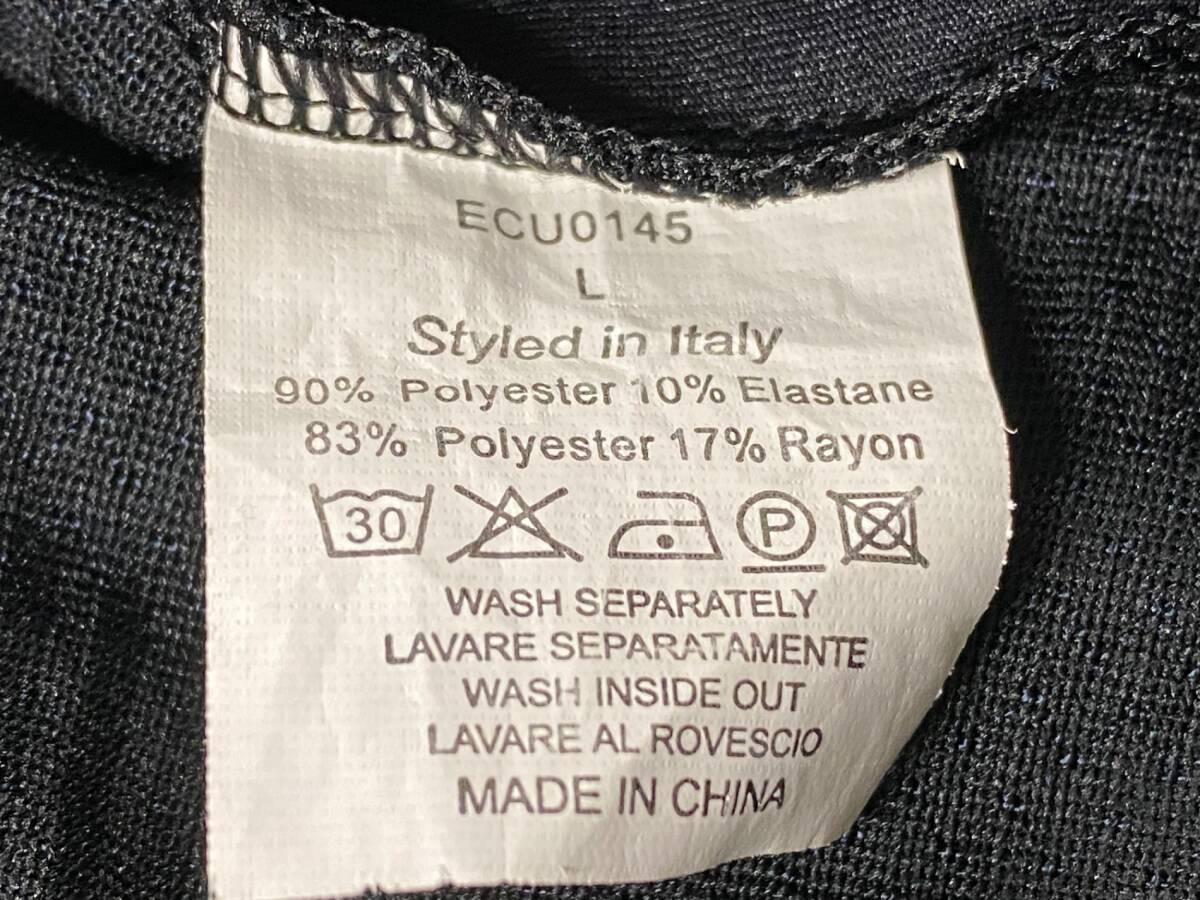 ECU0145
L
Styled in Italy
90% Polyester 10% Elastane
83% Polyester 17% Rayon
30 P
WASH SEPARATELY
LAVARE SEPARATAMENTE
WASH INSIDE OUT
LAVARE AL ROVESCIO
MADE IN CHINA